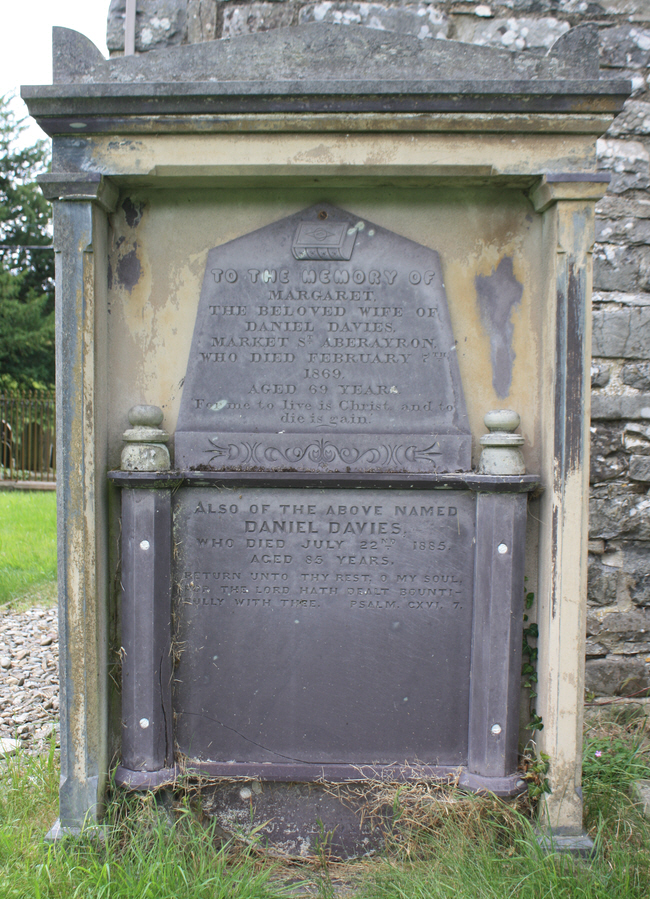 TO THE MEMORY OF
MARGARET,
THE BELOVED WIFE OF
DANIEL DAVIES,
MARKET ST ABERAYRON,
WHO DIED FEBRUARY 7TH
1869,
AGED 69 YEARS
For me to live is Christ and to
die is gain.
ALSO OF THE ABOVE NAMED
DANIEL DAVIES,
WHO DIED JULY 22ND 1885,
AGED 85 YEARS.
RETURN UNTO THY REST, O MY SOUL
FOR THE LORD HATH DEALT BOUNTI-
FULLY WITH THEE. PSALM. CXVI. 7.